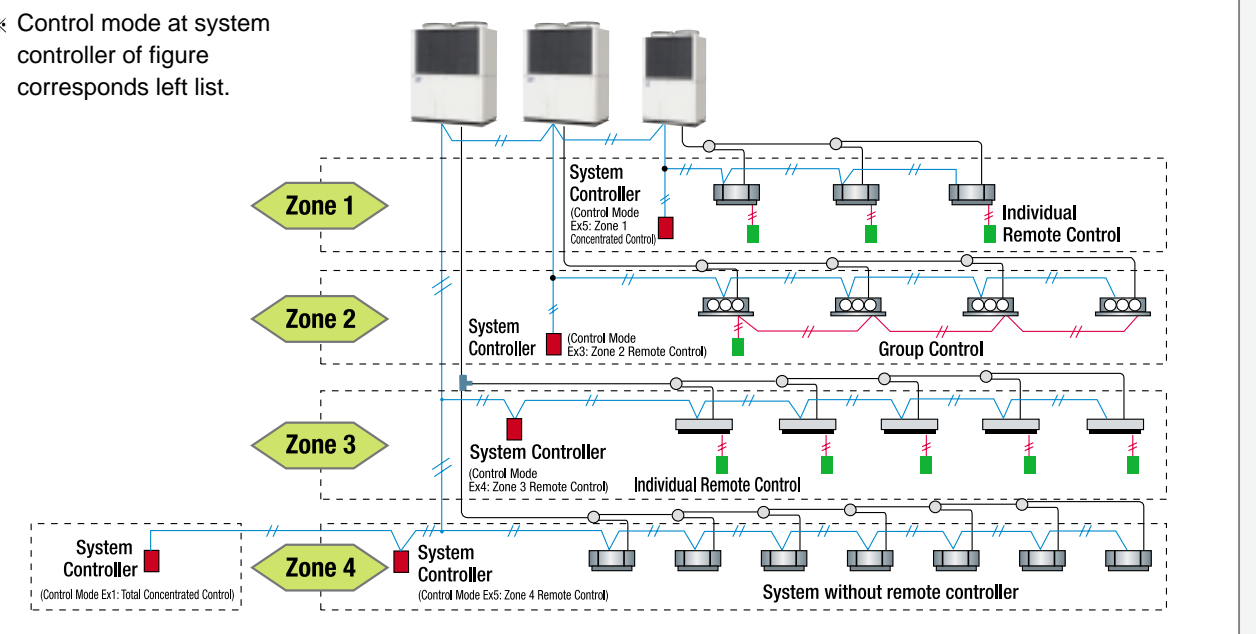 ※ Control mode at system
controller of figure
corresponds left list.
Zone 1
System
Controller
(Control Mode
Ex5: Zone 1
Concentrated Control)
Individual
Remote Control
Zone 2
System
Controller
(Control Mode
Ex3: Zone 2 Remote Control)
Group Control
Zone 3
System Controller
(Control Mode
Ex4: Zone 3 Remote Control)
Individual Remote Control
System
Controller
(Control Mode Ex1: Total Concentrated Control)
Zone 4
System
Controller
(Control Mode Ex5: Zone 4 Remote Control)
System without remote controller